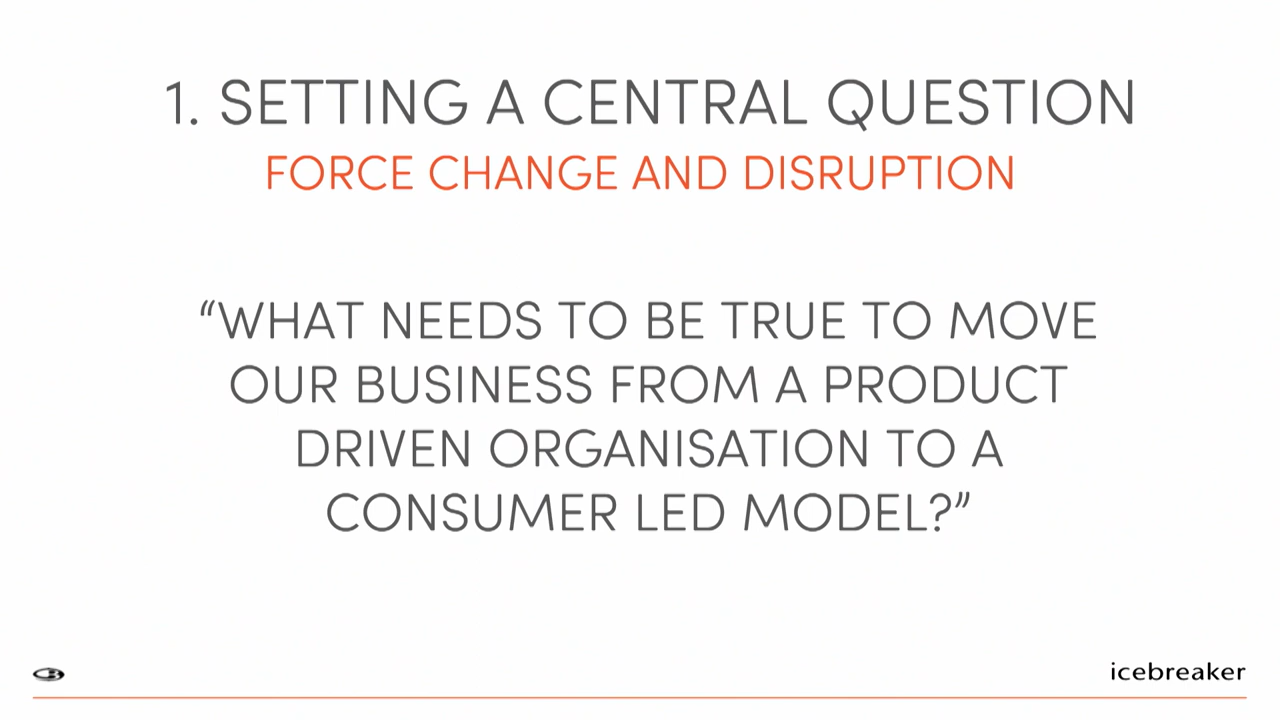 1. SETTING A CENTRAL QUESTION
FORCE CHANGE AND DISRUPTION
“WHAT NEEDS TO BE TRUE TO MOVE
OUR BUSINESS FROM A PRODUCT
DRIVEN ORGANISATION TO A
CONSUMER LED MODEL?”
icebreaker